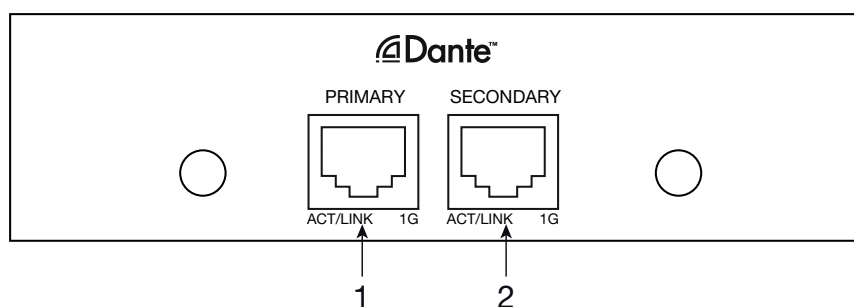 Dante™
PRIMARY SECONDARY
ACT/LINK 1G ACT/LINK 1G
1 2